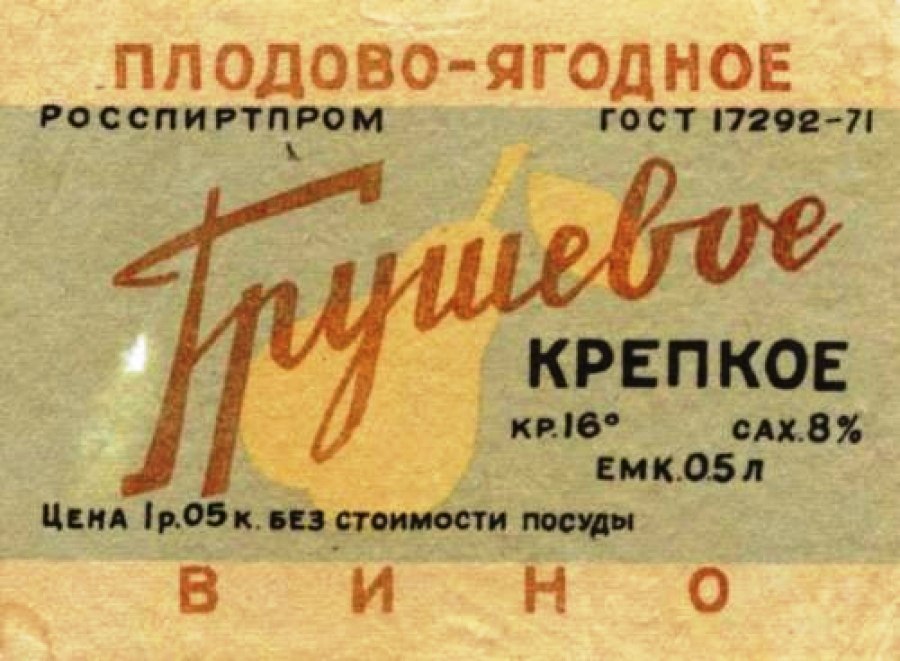 ПЛОДОВО-ЯГОДНОЕ
РОССПИРТПРОМ ГОСТ 17292-71
Грушевое
КРЕПКОЕ
КР.16° САХ.8%
ЕМК.0.5 Л
ЦЕНА 1р.05 к. БЕЗ СТОИМОСТИ ПОСУДЫ
ВИНО